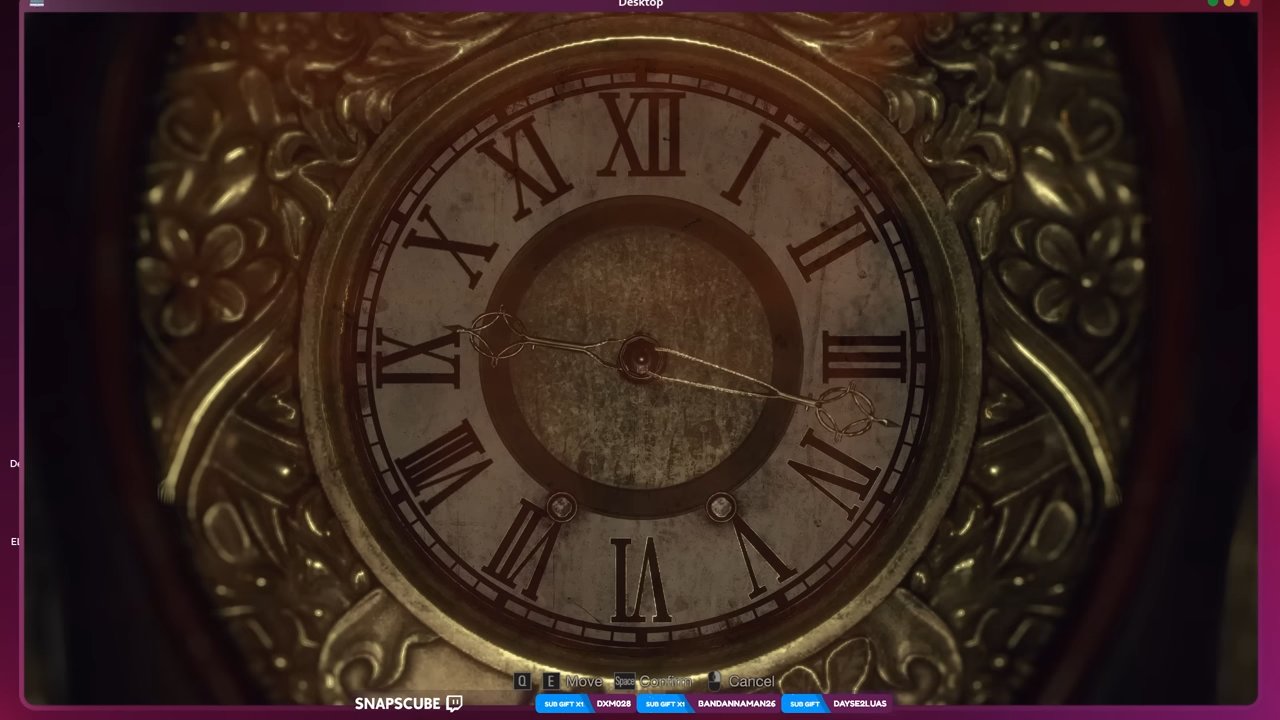 Desktop
XII
XI
I
X
II
IX
III
VIII
IV
VII
V
VI
Q E Move Space Confirm Cancel
SNAPSCUBE SUB GIFT X1 DXM028 SUB GIFT X1 BANDANNAMAN26 SUB GIFT DAYSE2LUAS